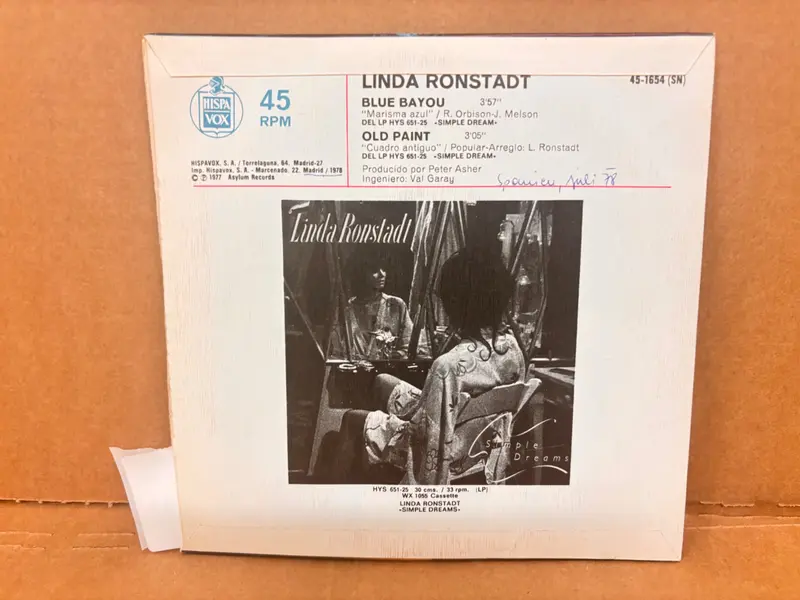 LINDA RONSTADT
45-1654 (SN)
HISPA
VOX
45
RPM
BLUE BAYOU 3'57"
"Marisma azul" / R. Orbison-J. Melson
DEL LP HYS 651-25 «SIMPLE DREAM»
OLD PAINT 3'05"
"Cuadro antiguo" / Popular-Arreglo: L. Ronstadt
DEL LP HYS 651-25 «SIMPLE DREAM»
Producido por Peter Asher
Ingeniero: Val Garay
HISPAVOX, S. A. / Torrelaguna, 64. Madrid-27
Imp. Hispavox, S. A. - Marcenado, 22. Madrid / 1978
© ℗ 1977 Asylum Records
Spanien, Juli 78
Linda Ronstadt
Simple
Dreams
HYS 651-25 30 cms. / 33 rpm. (LP)
WX 1055 Cassette
LINDA RONSTADT
«SIMPLE DREAMS»